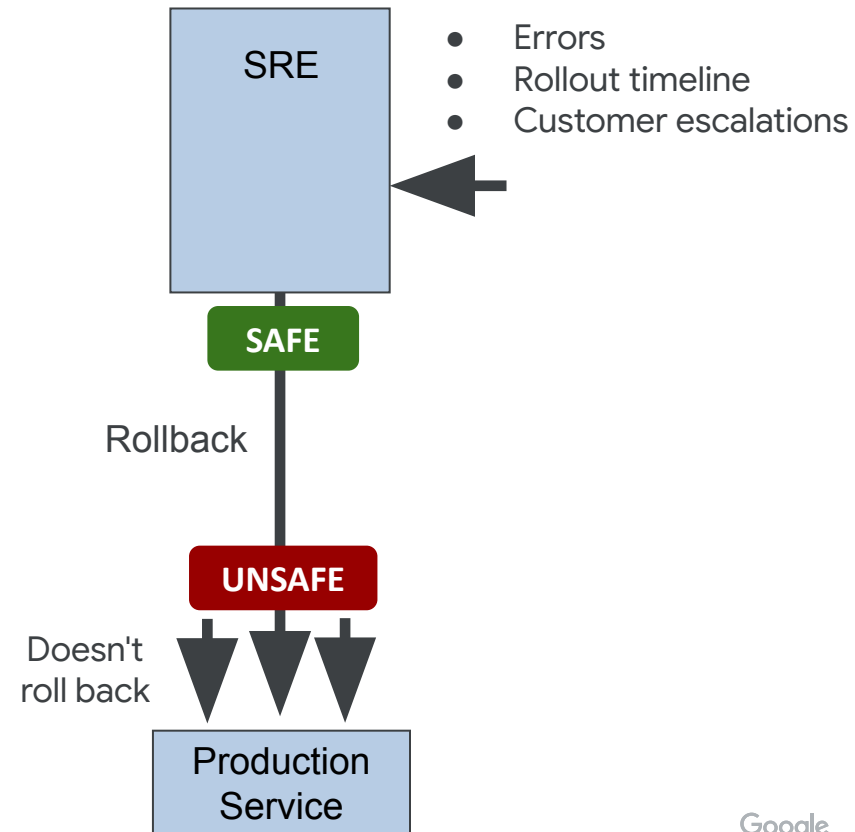 SRE
● Errors
● Rollout timeline
● Customer escalations
SAFE
Rollback
UNSAFE
Doesn't
roll back
Production
Service
Google